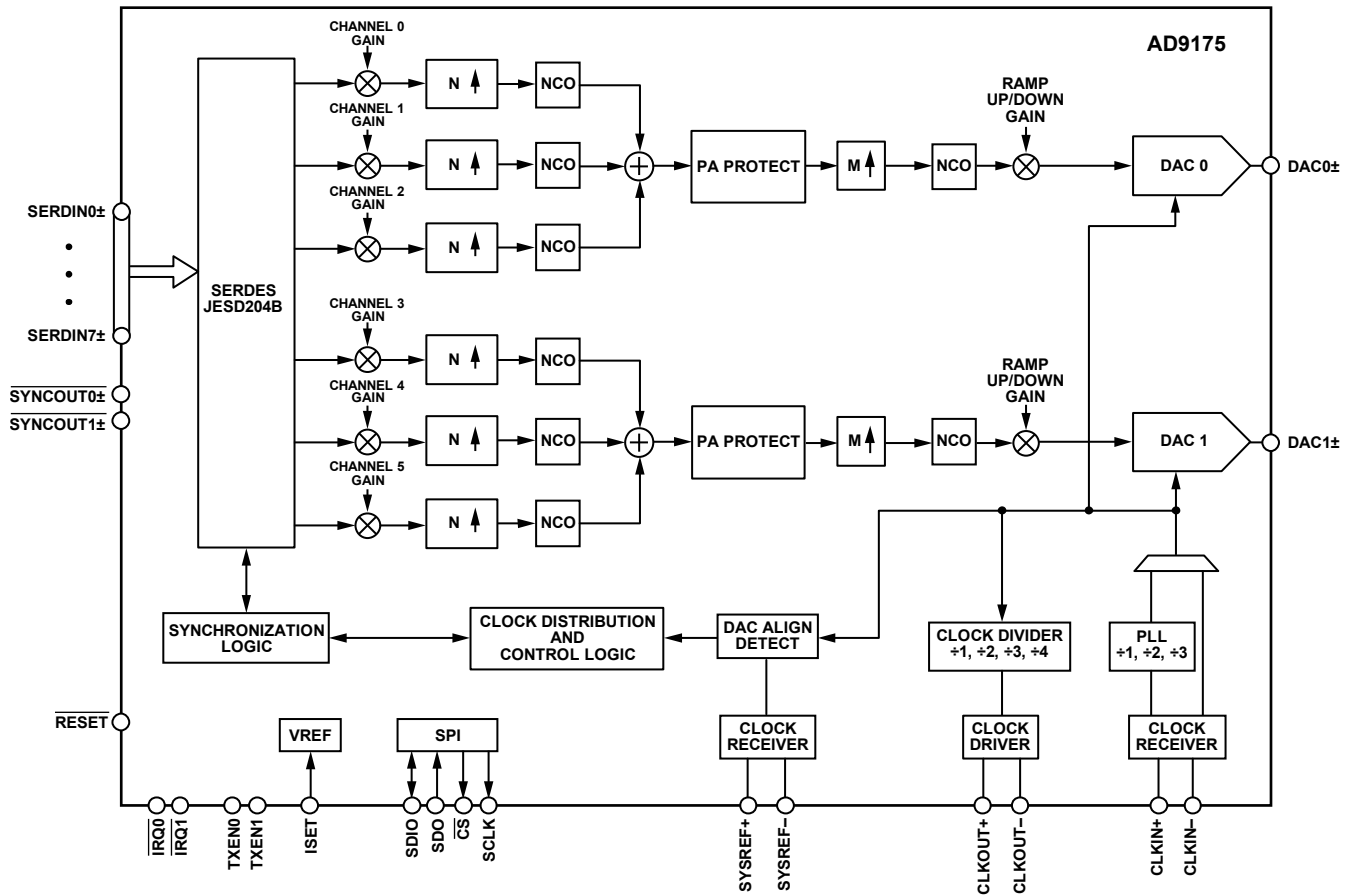 AD9175
CHANNEL 0
GAIN
N
NCO
CHANNEL 1
GAIN
N
NCO
CHANNEL 2
GAIN
N
NCO
PA PROTECT
M
NCO
RAMP
UP/DOWN
GAIN
DAC 0
DAC0±
SERDIN0±
SERDIN7±
SERDES
JESD204B
SYNCOUT0±
SYNCOUT1±
CHANNEL 3
GAIN
N
NCO
CHANNEL 4
GAIN
N
NCO
CHANNEL 5
GAIN
N
NCO
PA PROTECT
M
NCO
RAMP
UP/DOWN
GAIN
DAC 1
DAC1±
SYNCHRONIZATION
LOGIC
CLOCK DISTRIBUTION
AND
CONTROL LOGIC
DAC ALIGN
DETECT
CLOCK DIVIDER
÷1, ÷2, ÷3, ÷4
PLL
÷1, ÷2, ÷3
RESET
VREF
SPI
CLOCK
RECEIVER
CLOCK
DRIVER
CLOCK
RECEIVER
IRQ0
IRQ1
TXEN0
TXEN1
ISET
SDIO
SDO
CS
SCLK
SYSREF+
SYSREF−
CLKOUT+
CLKOUT−
CLKIN+
CLKIN−